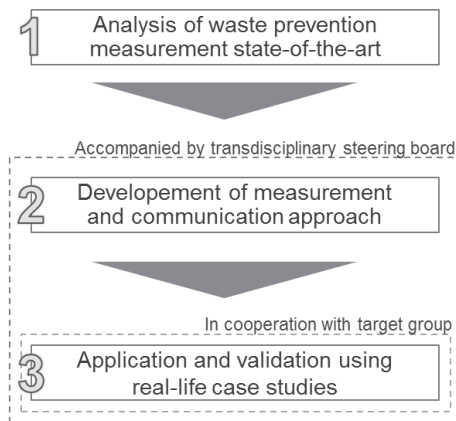 1
Analysis of waste prevention
measurement state-of-the-art
Accompanied by transdisciplinary steering board
2
Developement of measurement
and communication approach
In cooperation with target group
3
Application and validation using
real-life case studies